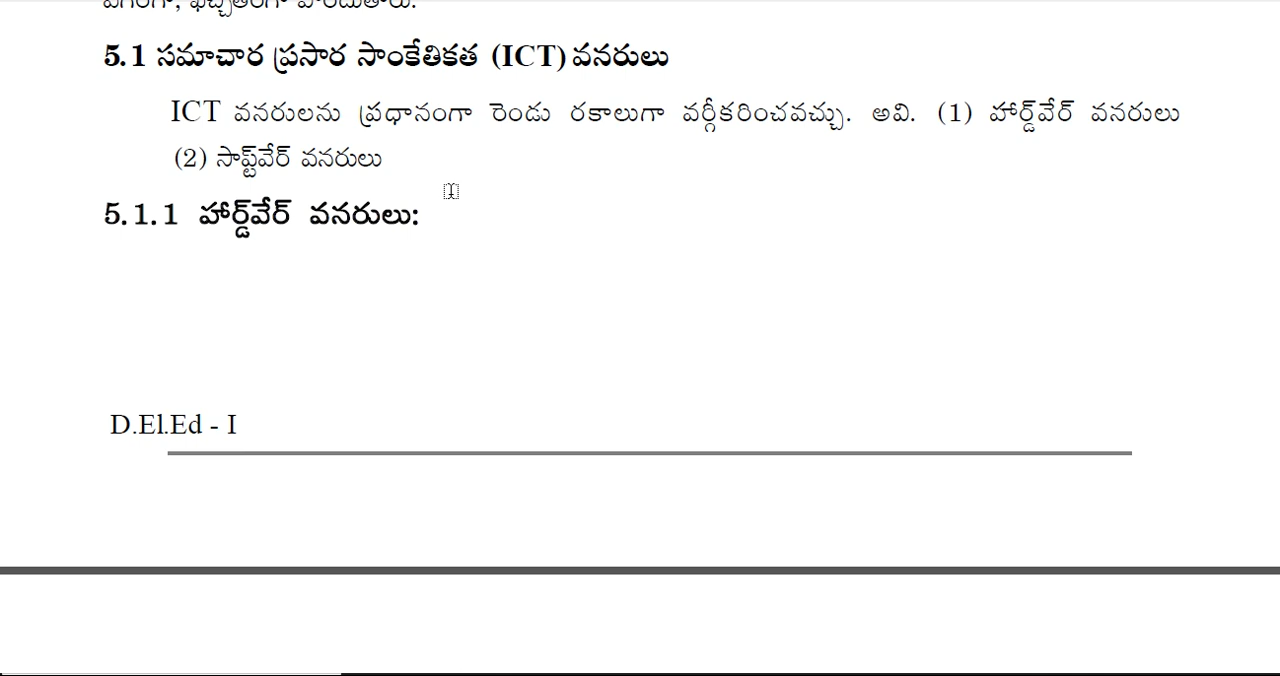 5.1 సమాచార ప్రసార సాంకేతికత (ICT) వనరులు
ICT వనరులను ప్రధానంగా రెండు రకాలుగా వర్గీకరించవచ్చు. అవి. (1) హార్డ్‌వేర్ వనరులు
(2) సాఫ్ట్‌వేర్ వనరులు
5.1.1 హార్డ్‌వేర్ వనరులు:
D.El.Ed - I